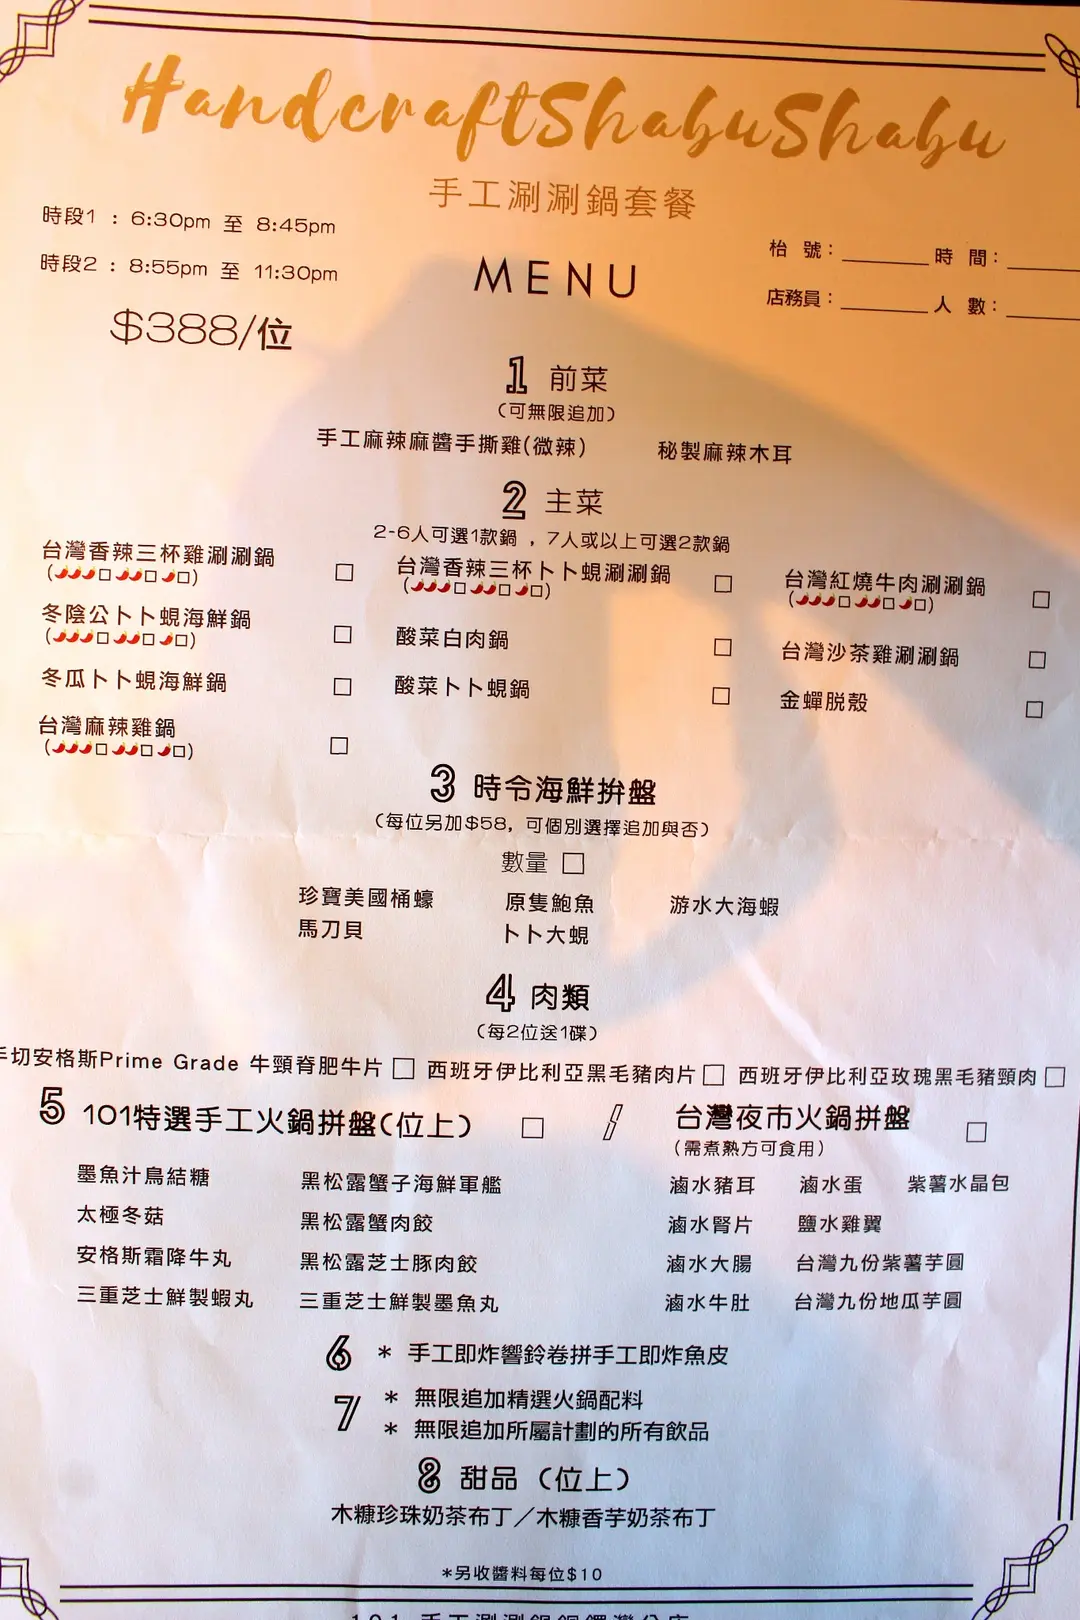 HandcraftShabuShabu
手工涮涮鍋套餐
時段1 : 6:30pm 至 8:45pm
時段2 : 8:55pm 至 11:30pm
枱 號：________ 時 間：________
店務員：________ 人 數：________
MENU
$388/位
1 前菜
(可無限追加)
手工麻辣麻醬手撕雞(微辣) 秘製麻辣木耳
2 主菜
2-6人可選1款鍋 , 7人或以上可選2款鍋
台灣香辣三杯雞涮涮鍋 (🌶🌶🌶□🌶🌶□🌶□) □
台灣香辣三杯卜卜蜆涮涮鍋 (🌶🌶🌶□🌶🌶□🌶□) □
台灣紅燒牛肉涮涮鍋 (🌶🌶🌶□🌶🌶□🌶□) □
冬陰公卜卜蜆海鮮鍋 (🌶🌶🌶□🌶🌶□🌶□) □
酸菜白肉鍋 □
台灣沙茶雞涮涮鍋 □
冬瓜卜卜蜆海鮮鍋 □
酸菜卜卜蜆鍋 □
金蟬脱殼 □
台灣麻辣雞鍋 (🌶🌶🌶□🌶🌶□🌶□) □
3 時令海鮮拚盤
(每位另加$58, 可個別選擇追加與否)
數量 □
珍寶美國桶蠔 原隻鮑魚 游水大海蝦
馬刀貝 卜卜大蜆
4 肉類
(每2位送1碟)
手切安格斯Prime Grade 牛頸脊肥牛片 □ 西班牙伊比利亞黑毛豬肉片 □ 西班牙伊比利亞玫瑰黑毛豬頸肉 □
5 101特選手工火鍋拼盤(位上) □ / 台灣夜市火鍋拼盤 □
(需煮熟方可食用)
墨魚汁鳥結糖 黑松露蟹子海鮮軍艦 滷水豬耳 滷水蛋 紫薯水晶包
太極冬菇 黑松露蟹肉餃 滷水腎片 鹽水雞翼
安格斯霜降牛丸 黑松露芝士豚肉餃 滷水大腸 台灣九份紫薯芋圓
三重芝士鮮製蝦丸 三重芝士鮮製墨魚丸 滷水牛肚 台灣九份地瓜芋圓
6 * 手工即炸響鈴卷拼手工即炸魚皮
7 * 無限追加精選火鍋配料
* 無限追加所屬計劃的所有飲品
8 甜品 (位上)
木糠珍珠奶茶布丁／木糠香芋奶茶布丁
*另收醬料每位$10
101 手工涮涮鍋銅鑼灣分店